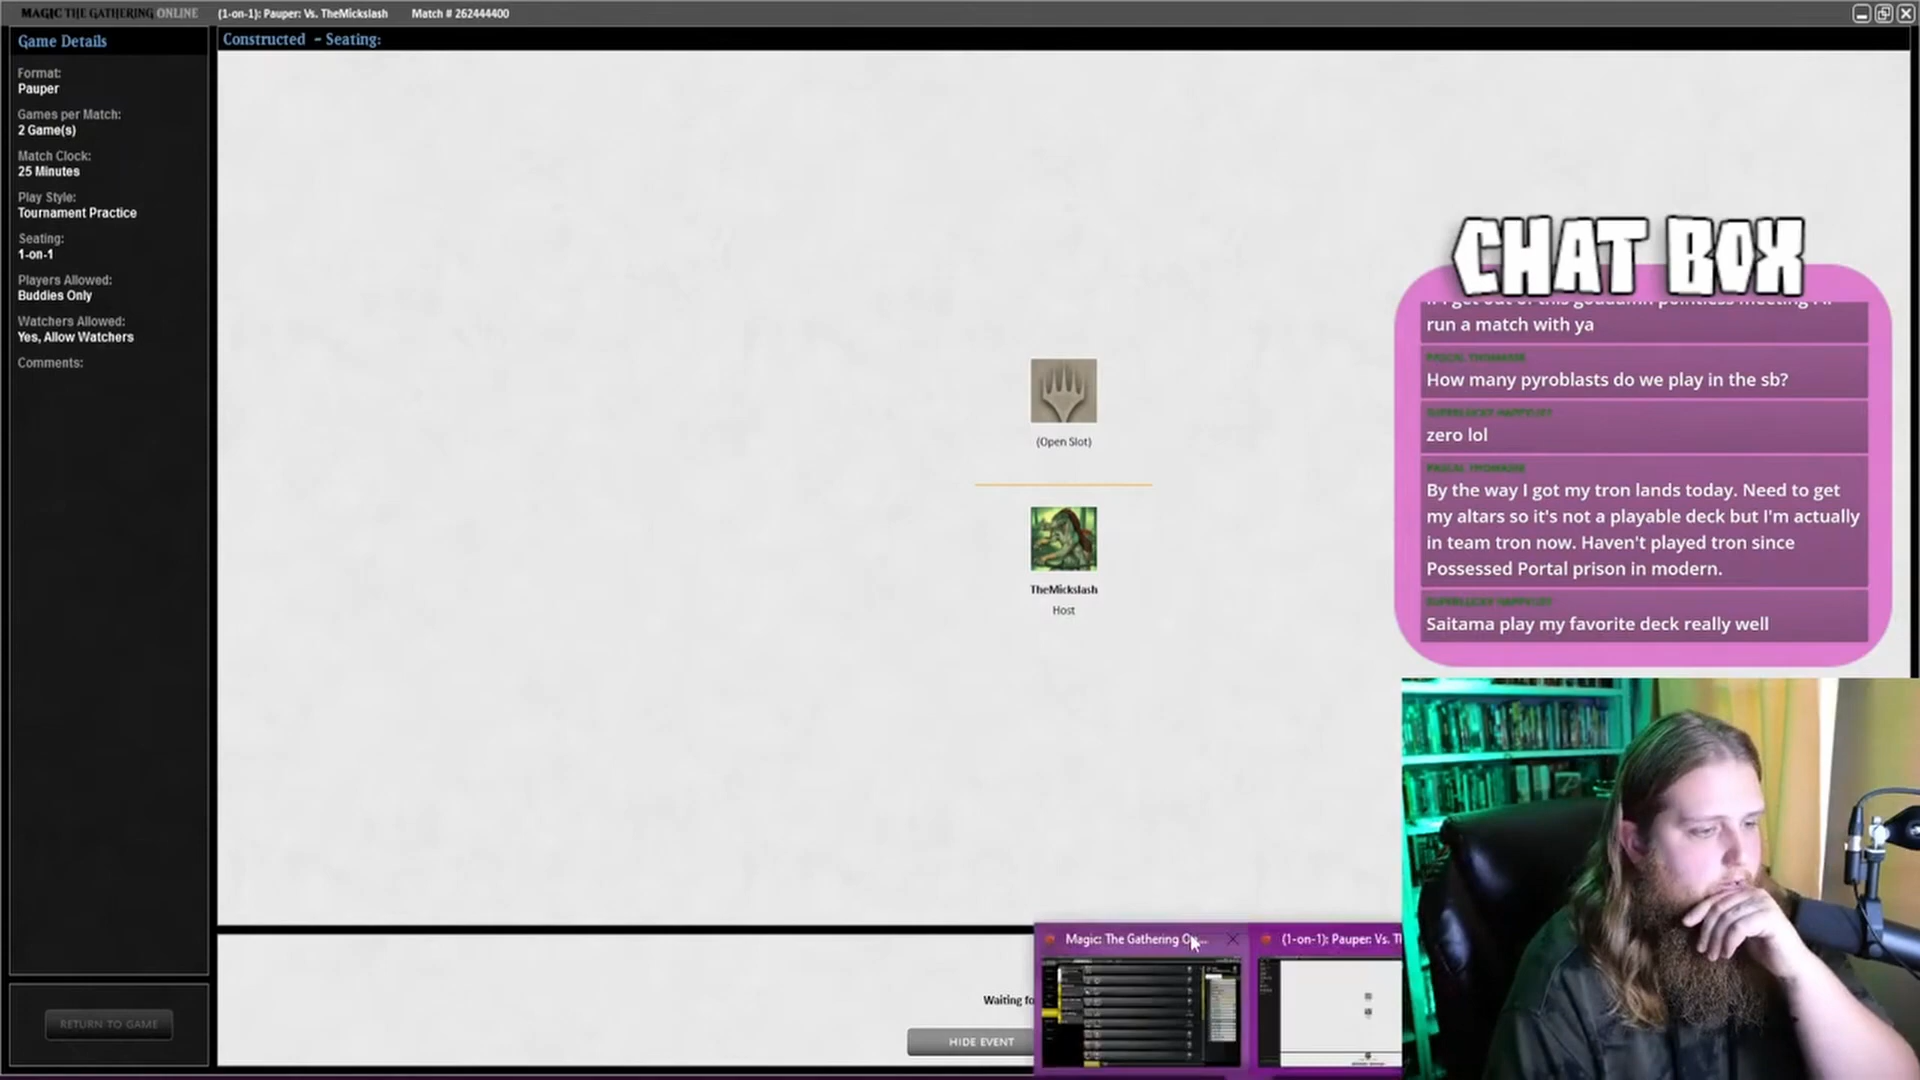 MAGIC THE GATHERING ONLINE
(1-on-1): Pauper: Vs. TheMickslash
Match # 262444400
Game Details
Format:
Pauper
Games per Match:
2 Game(s)
Match Clock:
25 Minutes
Play Style:
Tournament Practice
Seating:
1-on-1
Players Allowed:
Buddies Only
Watchers Allowed:
Yes, Allow Watchers
Comments:
RETURN TO GAME
Constructed - Seating:
(Open Slot)
TheMickslash
Host
CHAT BOX
run a match with ya
How many pyroblasts do we play in the sb?
zero lol
By the way I got my tron lands today. Need to get
my altars so it's not a playable deck but I'm actually
in team tron now. Haven't played tron since
Possessed Portal prison in modern.
Saitama play my favorite deck really well
Waiting
HIDE EVENT
Magic: The Gathering
(1-on-1): Pauper: Vs.